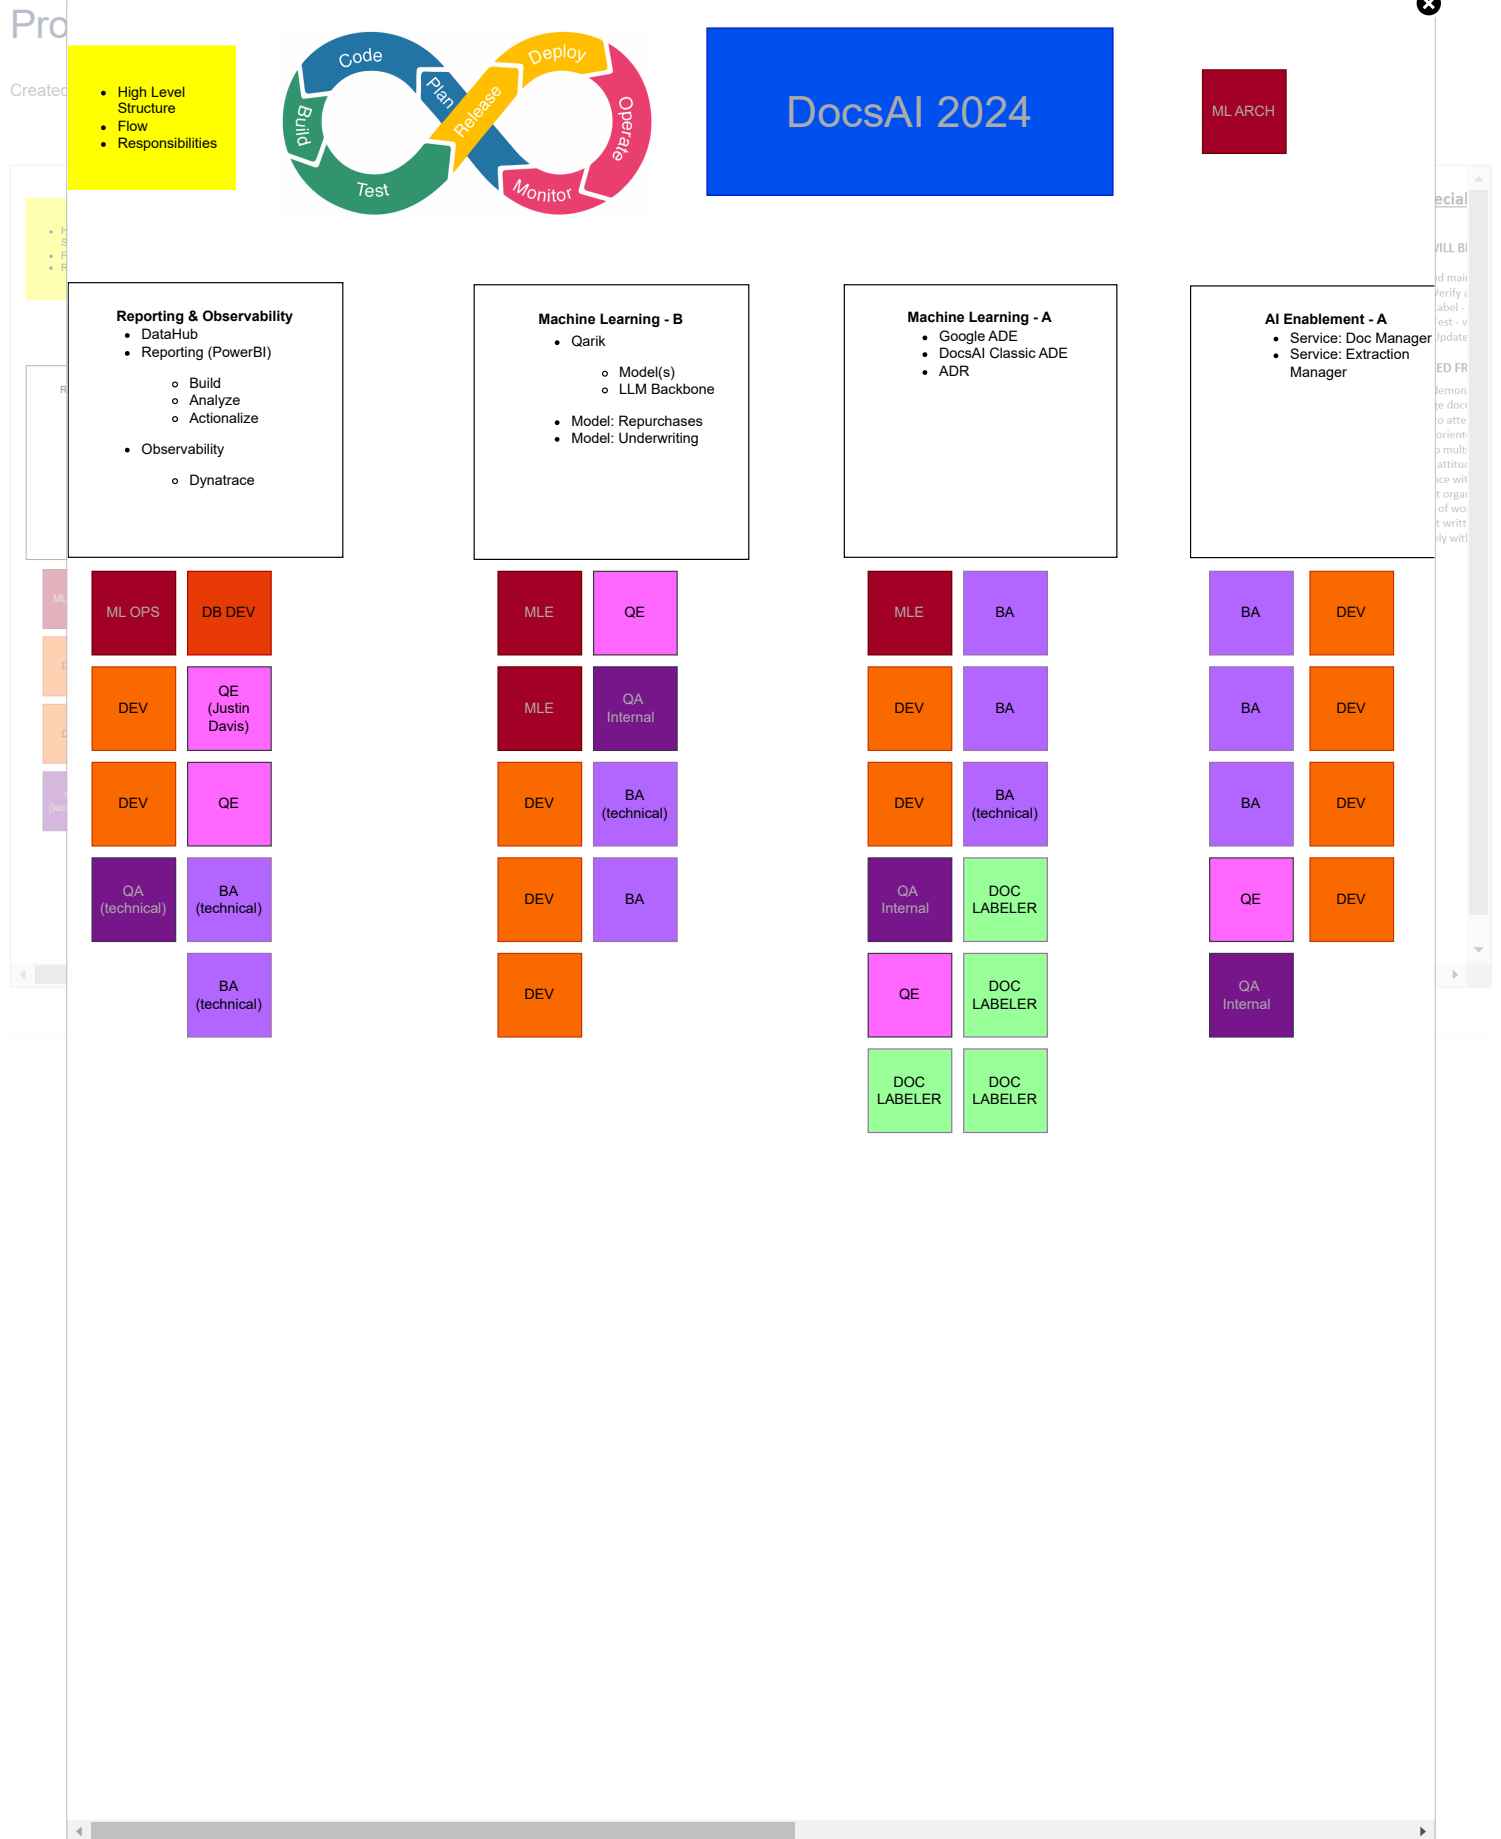 Pro
Created
High Level
Structure
Flow
Responsibilities
Code
Plan
Build
Test
Release
Deploy
Operate
Monitor
DocsAI 2024
ML ARCH
Reporting & Observability
DataHub
Reporting (PowerBI)
Build
Analyze
Actionalize
Observability
Dynatrace
Machine Learning - B
Qarik
Model(s)
LLM Backbone
Model: Repurchases
Model: Underwriting
Machine Learning - A
Google ADE
DocsAI Classic ADE
ADR
AI Enablement - A
Service: Doc Manager
Service: Extraction
Manager
ML OPS
DB DEV
DEV
QE
(Justin
Davis)
DEV
QE
QA
(technical)
BA
(technical)
BA
(technical)
MLE
QE
MLE
QA
Internal
DEV
BA
(technical)
DEV
BA
DEV
MLE
BA
DEV
BA
DEV
BA
(technical)
QA
Internal
DOC
LABELER
QE
DOC
LABELER
DOC
LABELER
DOC
LABELER
BA
DEV
BA
DEV
BA
DEV
QE
DEV
QA
Internal